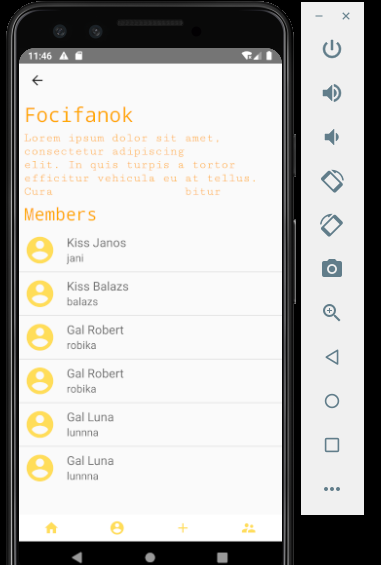 11:46
Focifanok
Lorem ipsum dolor sit amet,
consectetur adipiscing
elit. In quis turpis a tortor
efficitur vehicula eu at tellus.
Cura bitur
Members
Kiss Janos
jani
Kiss Balazs
balazs
Gal Robert
robika
Gal Robert
robika
Gal Luna
lunnna
Gal Luna
lunnna